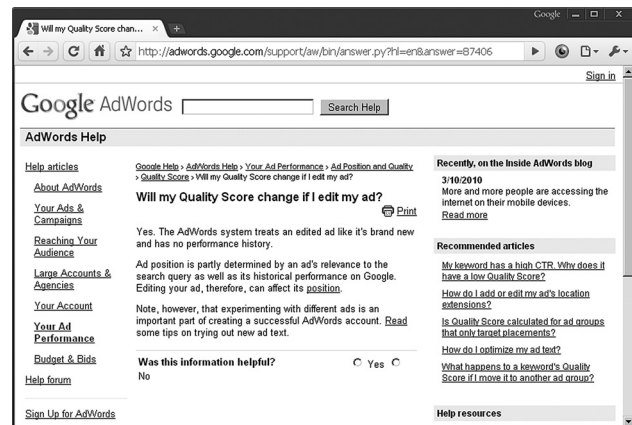 Google
Will my Quality Score chan...
http://adwords.google.com/support/aw/bin/answer.py?hl=en&answer=87406
Sign in
Google AdWords
Search Help
AdWords Help
Help articles
About AdWords
Your Ads &
Campaigns
Reaching Your
Audience
Large Accounts &
Agencies
Your Account
Your Ad
Performance
Budget & Bids
Help forum
Sign Up for AdWords
Google Help › AdWords Help › Your Ad Performance › Ad Position and Quality
› Quality Score › Will my Quality Score change if I edit my ad?
Will my Quality Score change if I edit my ad?
Print
Yes. The AdWords system treats an edited ad like it's brand new
and has no performance history.
Ad position is partly determined by an ad's relevance to the
search query as well as its historical performance on Google.
Editing your ad, therefore, can affect its position.
Note, however, that experimenting with different ads is an
important part of creating a successful AdWords account. Read
some tips on trying out new ad text.
Was this information helpful? Yes
No
Recently, on the Inside AdWords blog
3/10/2010
More and more people are accessing the
internet on their mobile devices.
Read more
Recommended articles
My keyword has a high CTR. Why does it
have a low Quality Score?
How do I add or edit my ad's location
extensions?
Is Quality Score calculated for ad groups
that only target placements?
How do I optimize my ad text?
What happens to a keyword's Quality
Score if I move it to another ad group?
Help resources